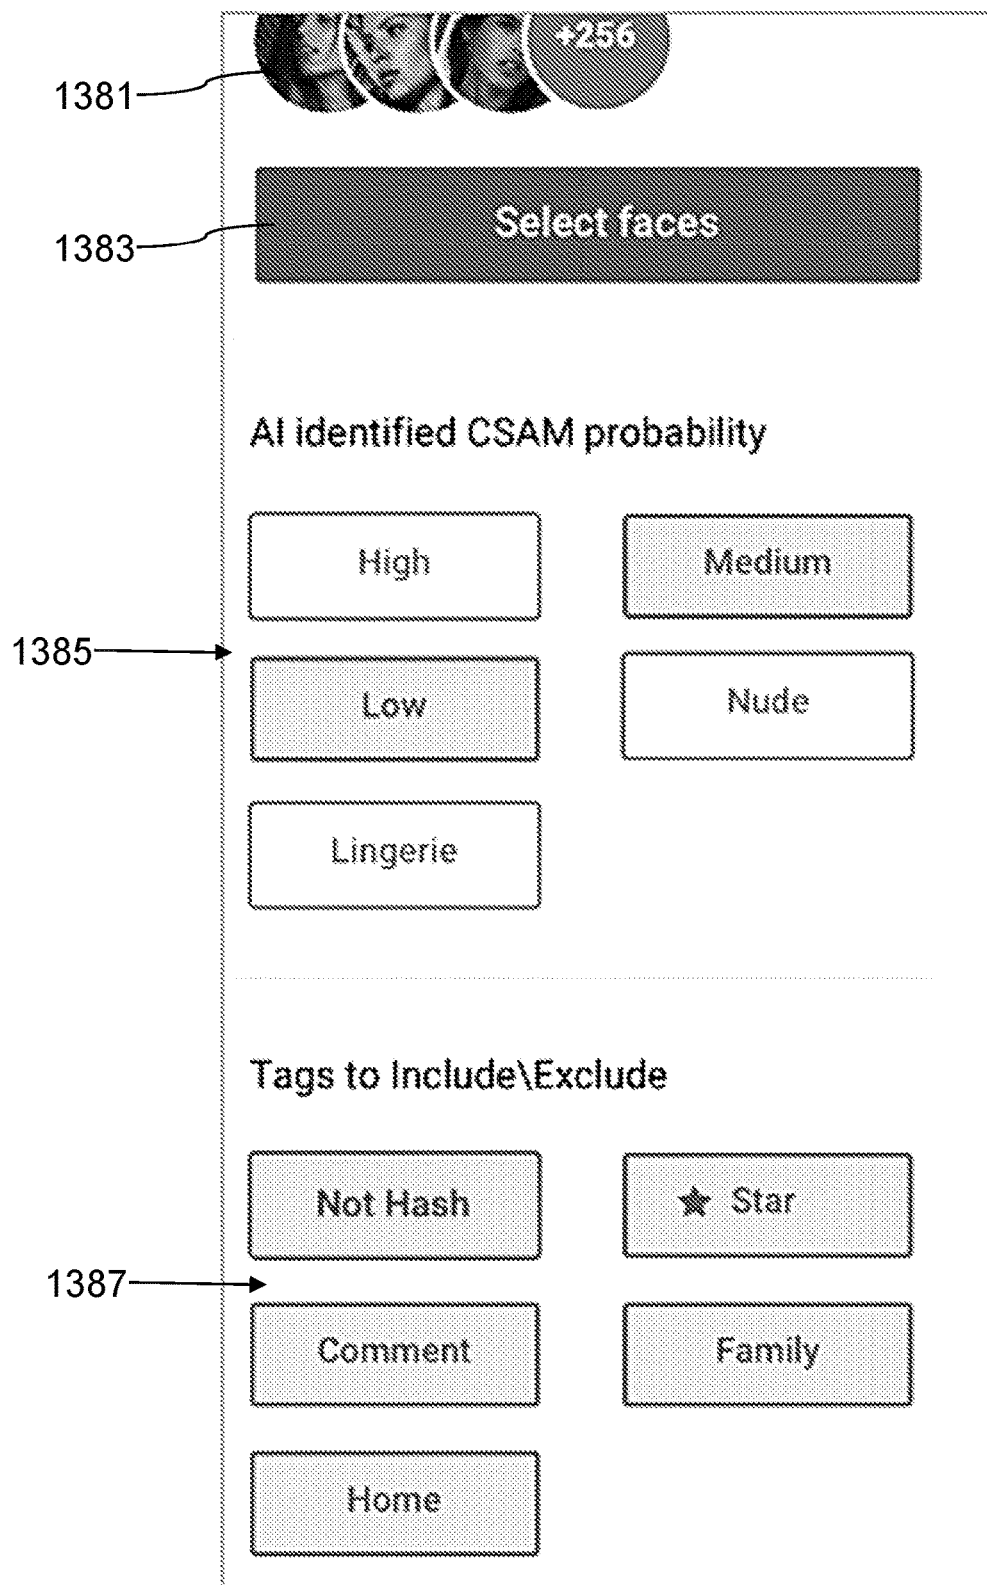 +256
1381
Select faces
1383
AI identified CSAM probability
High
Medium
1385
Low
Nude
Lingerie
Tags to Include\Exclude
Not Hash
★ Star
1387
Comment
Family
Home